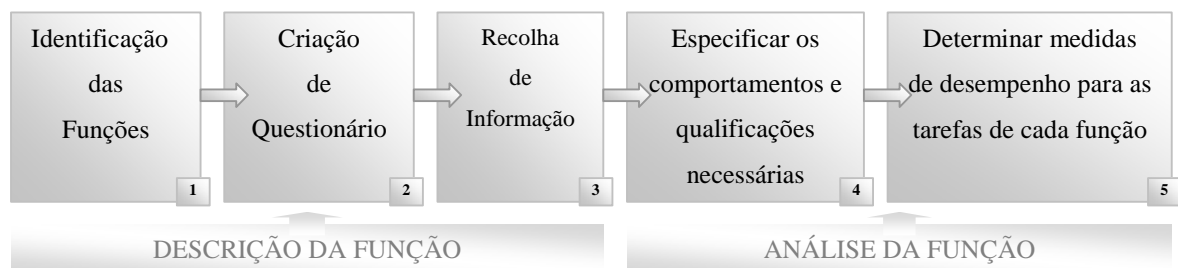 Identificação
das
Funções
1
Criação
de
Questionário
2
Recolha
de
Informação
3
Especificar os
comportamentos e
qualificações
necessárias
4
Determinar medidas
de desempenho para as
tarefas de cada função
5
DESCRIÇÃO DA FUNÇÃO
ANÁLISE DA FUNÇÃO